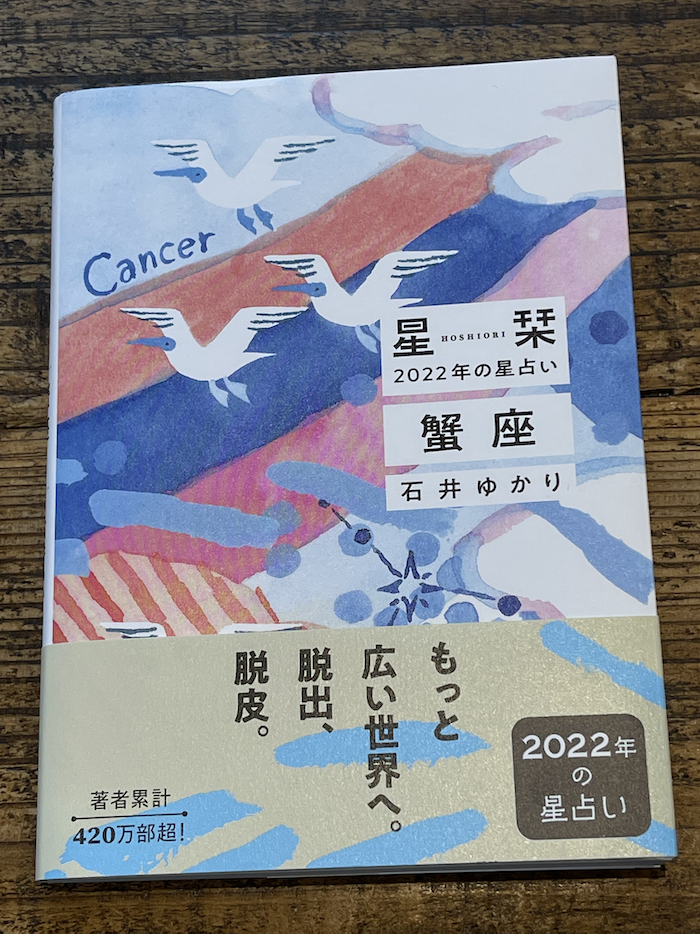 Cancer
星 HOSHIORI 栞
2022年の星占い
蟹座
石井ゆかり
もっと
広い世界へ。
脱出、
脱皮。
著者累計
420万部超!
2022年
の
星占い